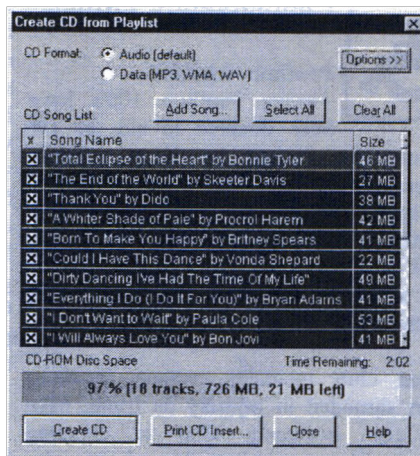 Create CD from Playlist
CD Format: Audio (default)
Data (MP3, WMA, WAV)
Options >>
CD Song List: Add Song... Select All Clear All
x Song Name Size
"Total Eclipse of the Heart" by Bonnie Tyler 46 MB
"The End of the World" by Skeeter Davis 27 MB
"Thank You" by Dido 38 MB
"A Whiter Shade of Pale" by Procrol Harem 42 MB
"Born To Make You Happy" by Britney Spears 41 MB
"Could I Have This Dance" by Vonda Shepard 22 MB
"Dirty Dancing I've Had The Time Of My Life" 49 MB
"Everything I Do (I Do It For You)" by Bryan Adams 41 MB
"I Don't Want to Wait" by Paula Cole 53 MB
"I Will Always Love You" by Bon Jovi 41 MB
CD-ROM Disc Space Time Remaining: 2:02
97 % (18 tracks, 726 MB, 21 MB left)
Create CD Print CD Insert... Close Help